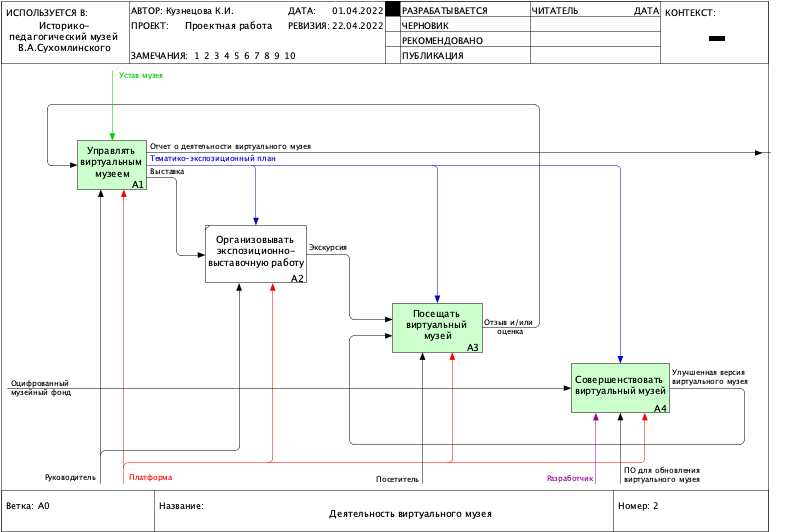 ИСПОЛЬЗУЕТСЯ В:
Историко-
педагогический музей
В.А.Сухомлинского
АВТОР: Кузнецова К.И.
ДАТА: 01.04.2022
ПРОЕКТ: Проектная работа
РЕВИЗИЯ: 22.04.2022
ЗАМЕЧАНИЯ: 1 2 3 4 5 6 7 8 9 10
РАЗРАБАТЫВАЕТСЯ
ЧЕРНОВИК
РЕКОМЕНДОВАНО
ПУБЛИКАЦИЯ
ЧИТАТЕЛЬ ДАТА
КОНТЕКСТ:
Устав музея
Управлять
виртуальным
музеем
A1
Отчет о деятельности виртуального музея
Тематико-экспозиционный план
Выставка
Организовывать
экспозиционно-
выставочную работу
A2
Экскурсия
Посещать
виртуальный
музей
A3
Отзыв и/или
оценка
Оцифрованный
музейный фонд
Совершенствовать
виртуальный музей
A4
Улучшенная версия
виртуального музея
Руководитель
Платформа
Посетитель
Разработчик
ПО для обновления
виртуального музея
Ветка: A0
Название:
Деятельность виртуального музея
Номер: 2